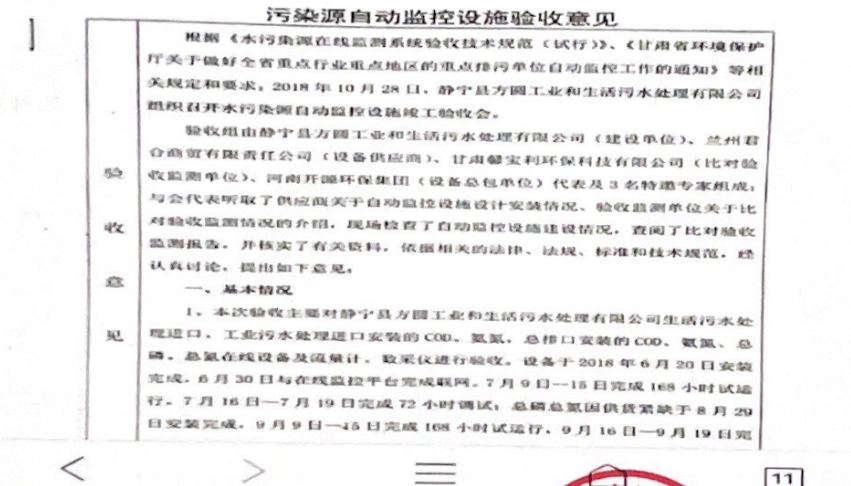 污染源自动监控设施验收意见
根据《水污染源在线监测系统验收技术规范（试行）》、《甘肃省环境保护
厅关于做好全省重点行业重点地区的重点排污单位自动监控工作的通知》等相
关规定和要求，2018年10月28日，静宁县方圆工业和生活污水处理有限公司
组织召开水污染源自动监控设施竣工验收会。
验收组由静宁县方圆工业和生活污水处理有限公司（建设单位）、兰州君
合商贸有限责任公司（设备供应商）、甘肃馨宝利环保科技有限公司（比对验
收监测单位）、河南开源环保集团（设备总包单位）代表及3名特邀专家组成；
与会代表听取了供应商关于自动监控设施设计安装情况、验收监测单位关于比
对验收监测情况的介绍，现场检查了自动监控设施建设情况，查阅了比对验收
监测报告，并核实了有关资料，依据相关的法律、法规、标准和技术规范，经
认真讨论，提出如下意见：
一、基本情况
1、本次验收主要对静宁县方圆工业和生活污水处理有限公司生活污水处
理进口、工业污水处理进口安装的COD、氨氮，总排口安装的COD、氨氮、总
磷、总氮在线设备及流量计、数采仪进行验收。设备于2018年6月20日安装
完成，6月30日与在线监控平台完成联网，7月9日—15日完成168小时试运
行，7月16日—7月19日完成72小时调试；总磷总氮因供货紧缺于8月29
日安装完成，9月9日—15日完成168小时试运行，9月16日—9月19日完
验
收
意
见
11